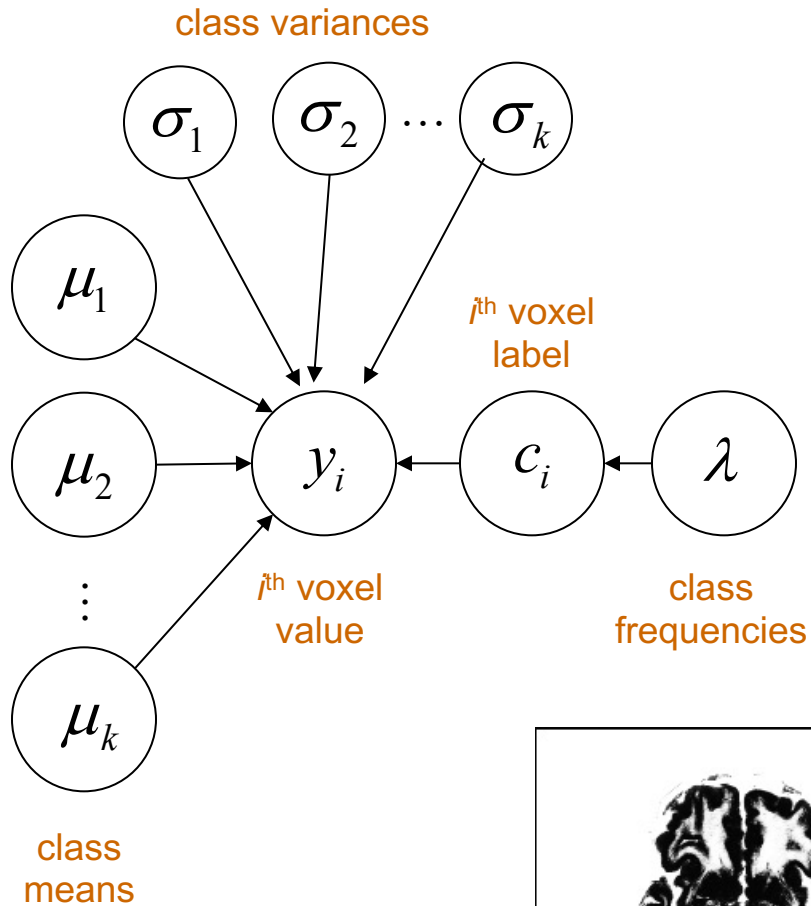 class variances
σ₁ σ₂ … σₖ
μ₁
iᵗʰ voxel
label
μ₂ yᵢ cᵢ λ
⋮
iᵗʰ voxel
value
class
frequencies
μₖ
class
means